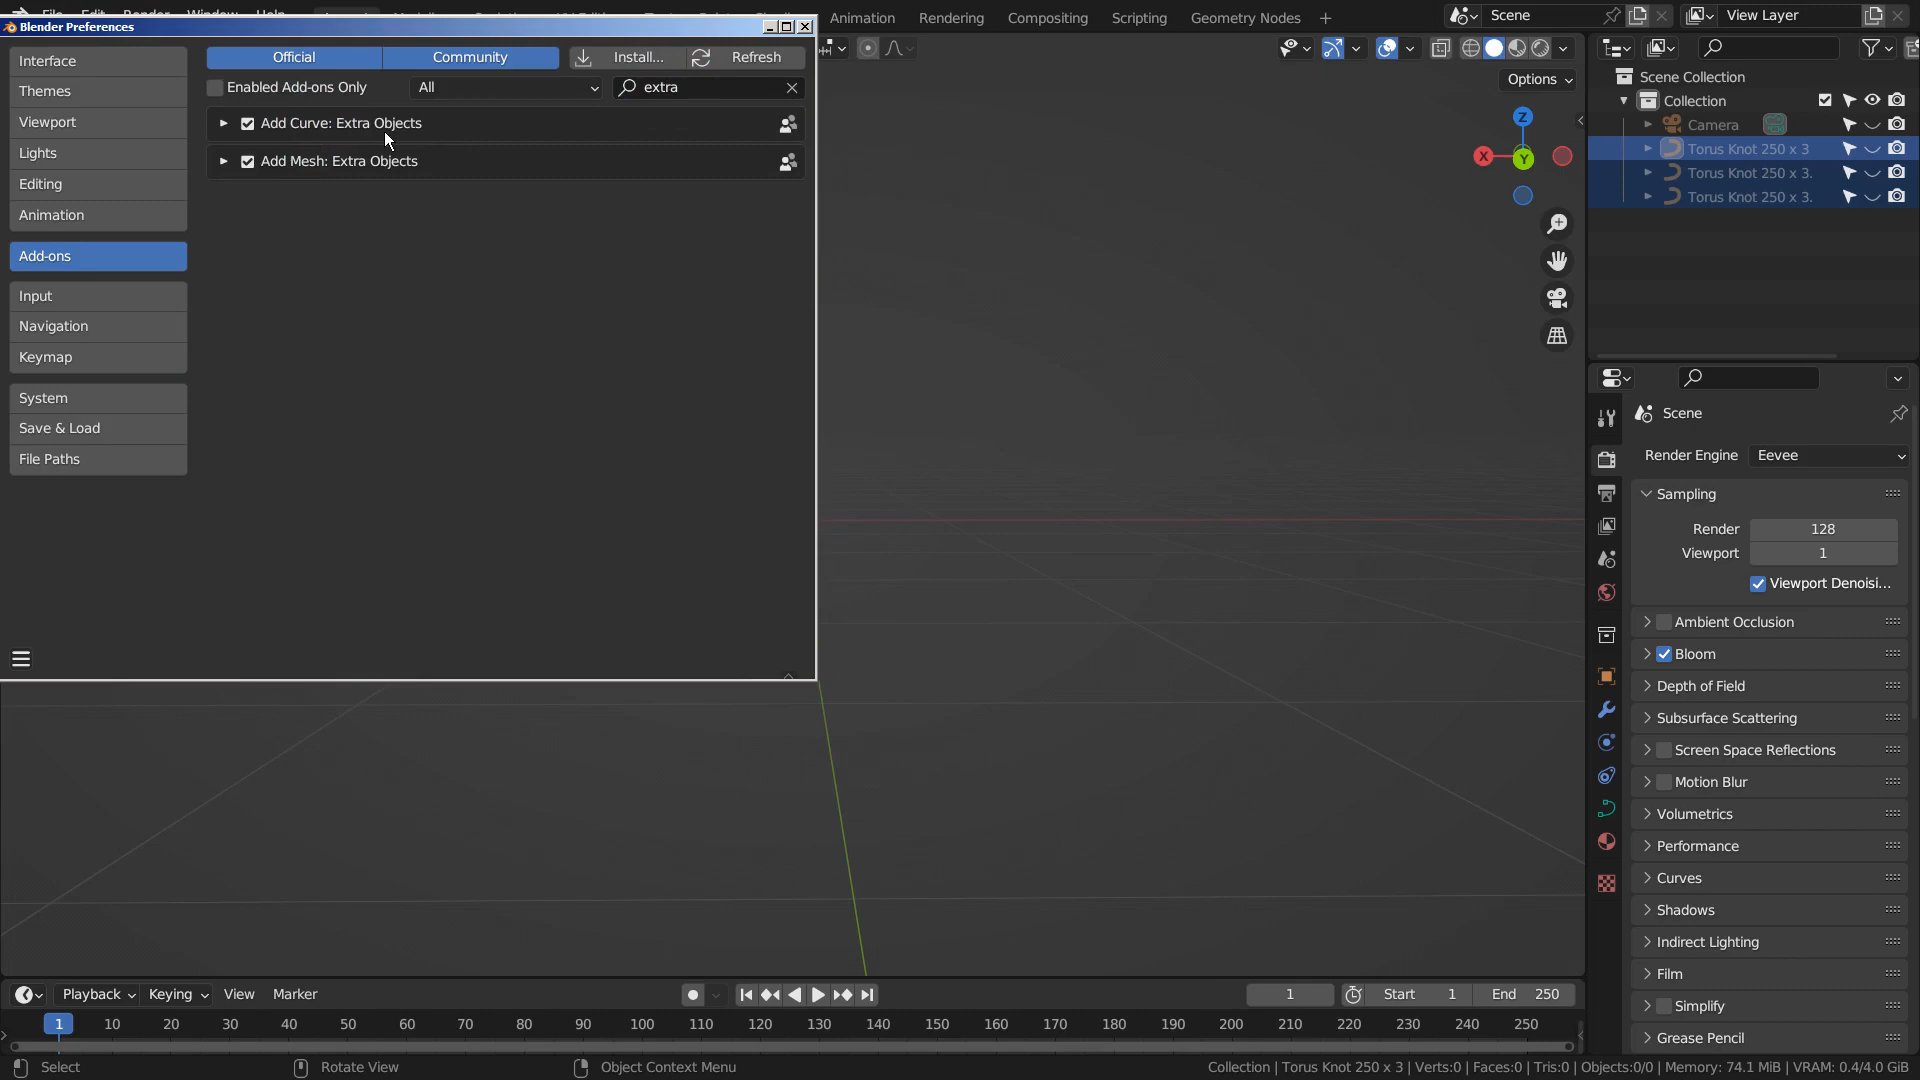 Blender Preferences
Animation Rendering Compositing Scripting Geometry Nodes
Scene
View Layer
Interface
Themes
Viewport
Lights
Editing
Animation
Add-ons
Input
Navigation
Keymap
System
Save & Load
File Paths
Official
Community
Install...
Refresh
Enabled Add-ons Only
All
extra
Add Curve: Extra Objects
Add Mesh: Extra Objects
Options
Z
X
Y
Scene Collection
Collection
Camera
Torus Knot 250 x 3
Torus Knot 250 x 3.
Torus Knot 250 x 3.
Scene
Render Engine Eevee
Sampling
Render 128
Viewport 1
Viewport Denoisi...
Ambient Occlusion
Bloom
Depth of Field
Subsurface Scattering
Screen Space Reflections
Motion Blur
Volumetrics
Performance
Curves
Shadows
Indirect Lighting
Film
Simplify
Grease Pencil
Playback Keying View Marker
1
Start 1
End 250
1 10 20 30 40 50 60 70 80 90 100 110 120 130 140 150 160 170 180 190 200 210 220 230 240 250
Select
Rotate View
Object Context Menu
Collection | Torus Knot 250 x 3 | Verts:0 | Faces:0 | Tris:0 | Objects:0/0 | Memory: 74.1 MiB | VRAM: 0.4/4.0 GiB